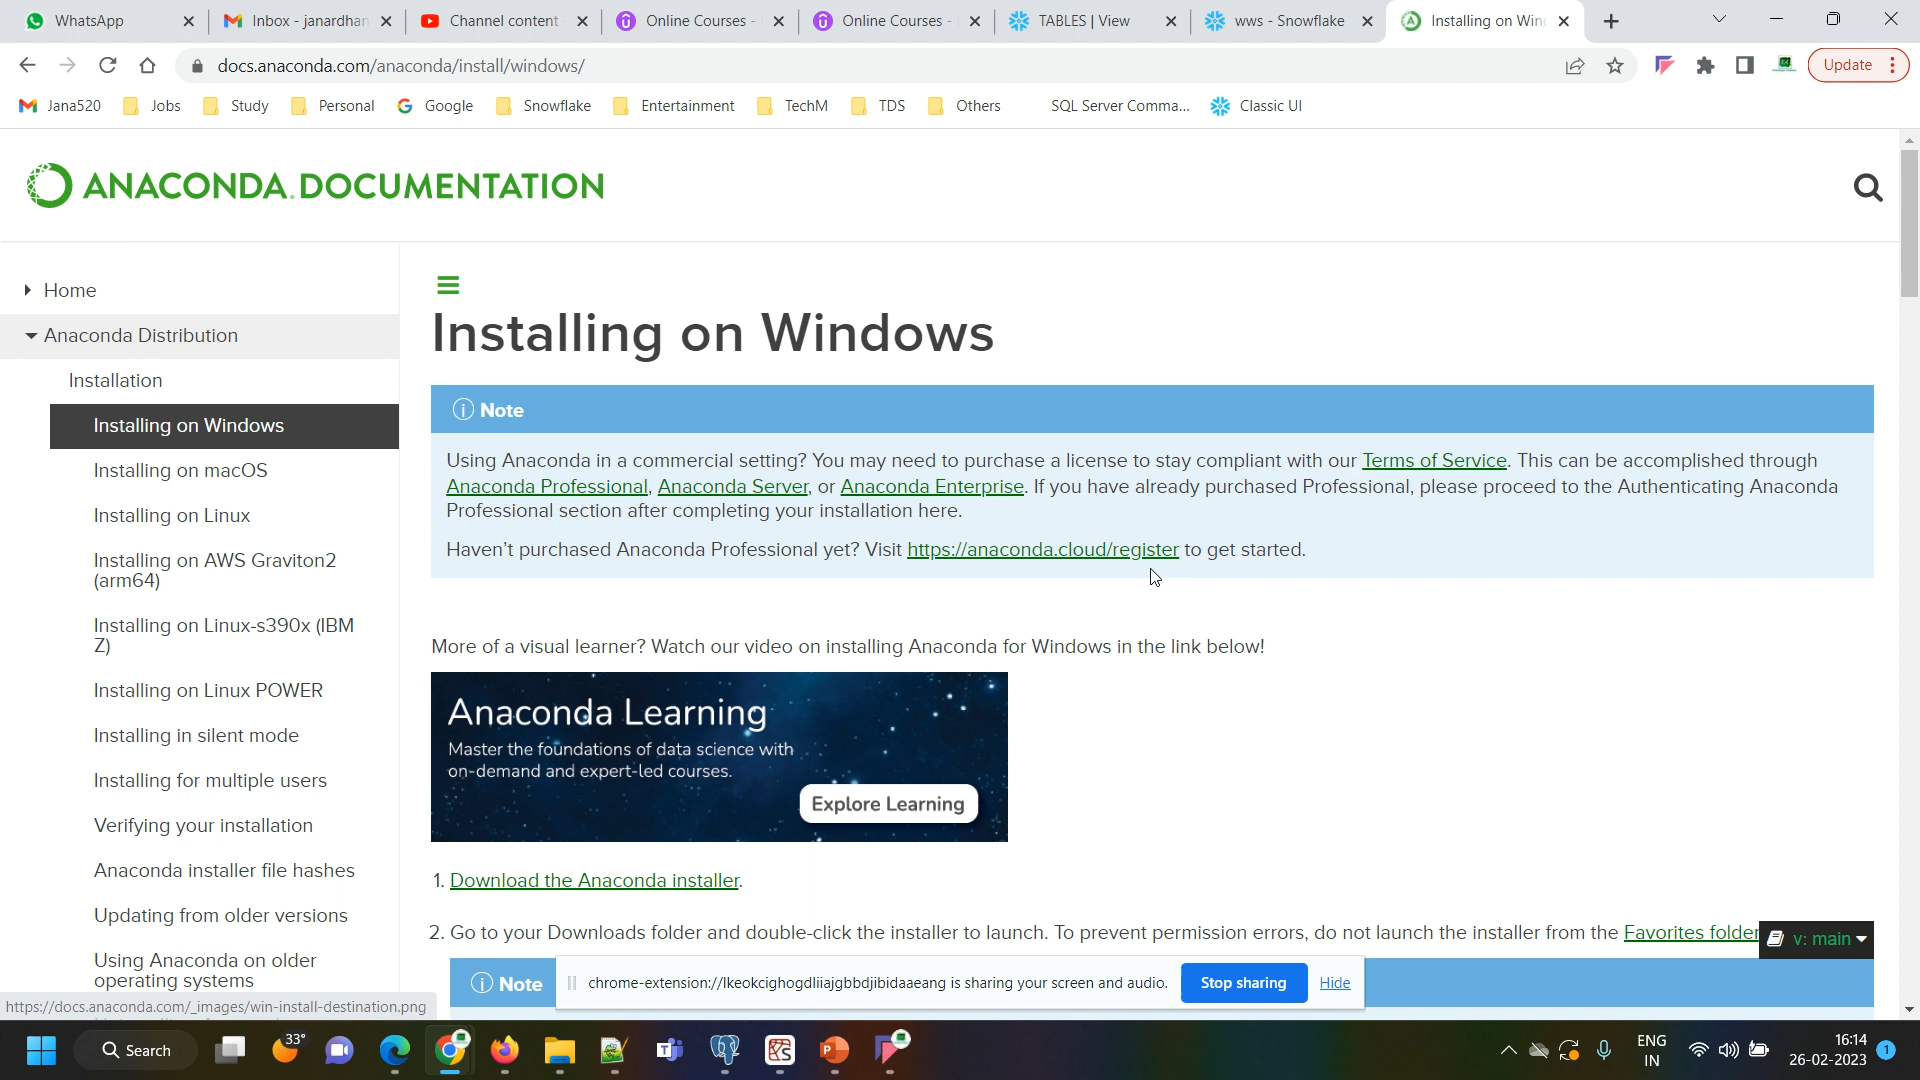 WhatsApp
Inbox - janardhan
Channel content
Online Courses -
Online Courses -
TABLES | View
wws - Snowflake
Installing on Win
docs.anaconda.com/anaconda/install/windows/
Update
Jana520
Jobs
Study
Personal
Google
Snowflake
Entertainment
TechM
TDS
Others
SQL Server Comma...
Classic UI
ANACONDA.DOCUMENTATION
Home
Anaconda Distribution
Installation
Installing on Windows
Installing on macOS
Installing on Linux
Installing on AWS Graviton2
(arm64)
Installing on Linux-s390x (IBM
Z)
Installing on Linux POWER
Installing in silent mode
Installing for multiple users
Verifying your installation
Anaconda installer file hashes
Updating from older versions
Using Anaconda on older
operating systems
https://docs.anaconda.com/_images/win-install-destination.png
Installing on Windows
Note
Using Anaconda in a commercial setting? You may need to purchase a license to stay compliant with our Terms of Service. This can be accomplished through
Anaconda Professional, Anaconda Server, or Anaconda Enterprise. If you have already purchased Professional, please proceed to the Authenticating Anaconda
Professional section after completing your installation here.
Haven't purchased Anaconda Professional yet? Visit https://anaconda.cloud/register to get started.
More of a visual learner? Watch our video on installing Anaconda for Windows in the link below!
Anaconda Learning
Master the foundations of data science with
on-demand and expert-led courses.
Explore Learning
1. Download the Anaconda installer.
2. Go to your Downloads folder and double-click the installer to launch. To prevent permission errors, do not launch the installer from the Favorites folder
v: main
Note
chrome-extension://lkeokcighogdliiajgbbdjibidaaeang is sharing your screen and audio.
Stop sharing
Hide
Search
33°
ENG
IN
16:14
26-02-2023
1